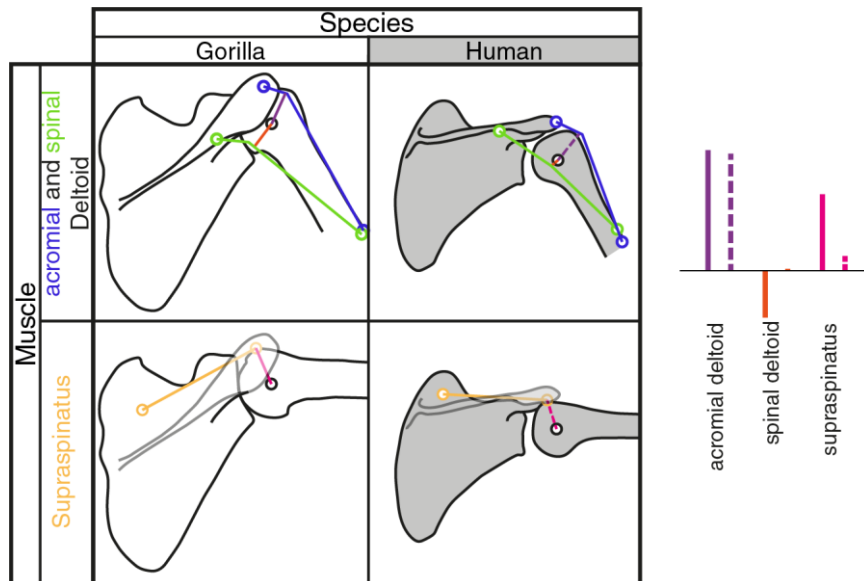 Species
Gorilla
Human
Muscle
acromial and spinal
Deltoid
Supraspinatus
acromial deltoid
spinal deltoid
supraspinatus